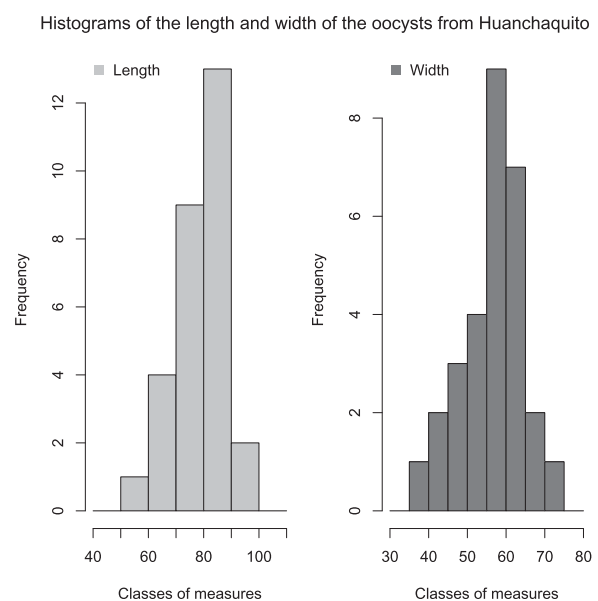 Histograms of the length and width of the oocysts from Huanchaquito
Length
Frequency
0 2 4 6 8 10 12
40 60 80 100
Classes of measures
Width
Frequency
0 2 4 6 8
30 40 50 60 70 80
Classes of measures